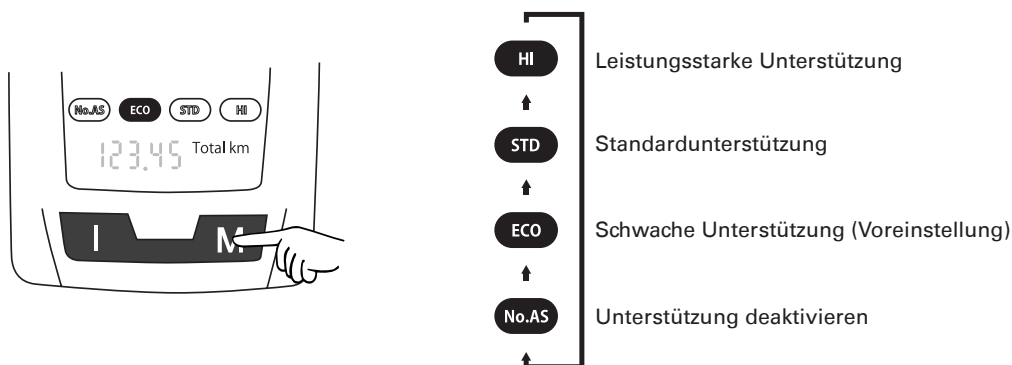 No.AS ECO STD HI
123.45 Total km
I M
HI Leistungsstarke Unterstützung
STD Standardunterstützung
ECO Schwache Unterstützung (Voreinstellung)
No.AS Unterstützung deaktivieren